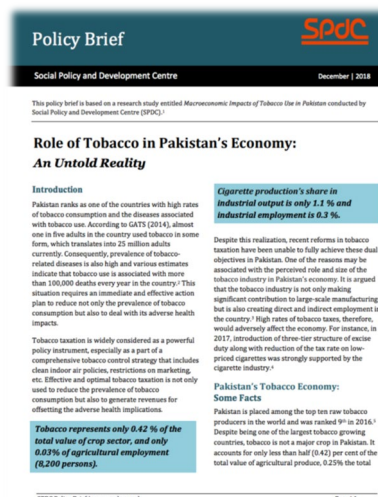 Policy Brief
SPDC
Social Policy and Development Centre
December | 2018
This policy brief is based on a research study entitled Macroeconomic Impacts of Tobacco Use in Pakistan conducted by
Social Policy and Development Centre (SPDC).¹
Role of Tobacco in Pakistan's Economy:
An Untold Reality
Introduction
Pakistan ranks as one of the countries with high rates
of tobacco consumption and the diseases associated
with tobacco use. According to GATS (2014), almost
one in five adults in the country used tobacco in some
form, which translates into 25 million adults
currently. Consequently, prevalence of tobacco-
related diseases is also high and various estimates
indicate that tobacco use is associated with more
than 100,000 deaths every year in the country.² This
situation requires an immediate and effective action
plan to reduce not only the prevalence of tobacco
consumption but also to deal with its adverse health
impacts.
Tobacco taxation is widely considered as a powerful
policy instrument, especially as a part of a
comprehensive tobacco control strategy that includes
clean indoor air policies, restrictions on marketing,
etc. Effective and optimal tobacco taxation is not only
used to reduce the prevalence of tobacco
consumption but also to generate revenues for
offsetting the adverse health implications.
Tobacco represents only 0.42 % of the
total value of crop sector, and only
0.03% of agricultural employment
(8,200 persons).
Cigarette production's share in
industrial output is only 1.1 % and
industrial employment is 0.3 %.
Despite this realization, recent reforms in tobacco
taxation have been unable to fully achieve these dual
objectives in Pakistan. One of the reasons may be
associated with the perceived role and size of the
tobacco industry in Pakistan's economy. It is argued
that the tobacco industry is not only making
significant contribution to large-scale manufacturing
but is also creating direct and indirect employment in
the country.³ High rates of tobacco taxes, therefore,
would adversely affect the economy. For instance, in
2017, introduction of three-tier structure of excise
duty along with reduction of the tax rate on low-
priced cigarettes was strongly supported by the
cigarette industry.⁴
Pakistan's Tobacco Economy:
Some Facts
Pakistan is placed among the top ten raw tobacco
producers in the world and was ranked 9th in 2016.⁵
Despite being one of the largest tobacco growing
countries, tobacco is not a major crop in Pakistan. It
accounts for only less than half (0.42) per cent of the
total value of agricultural produce, 0.25% the total